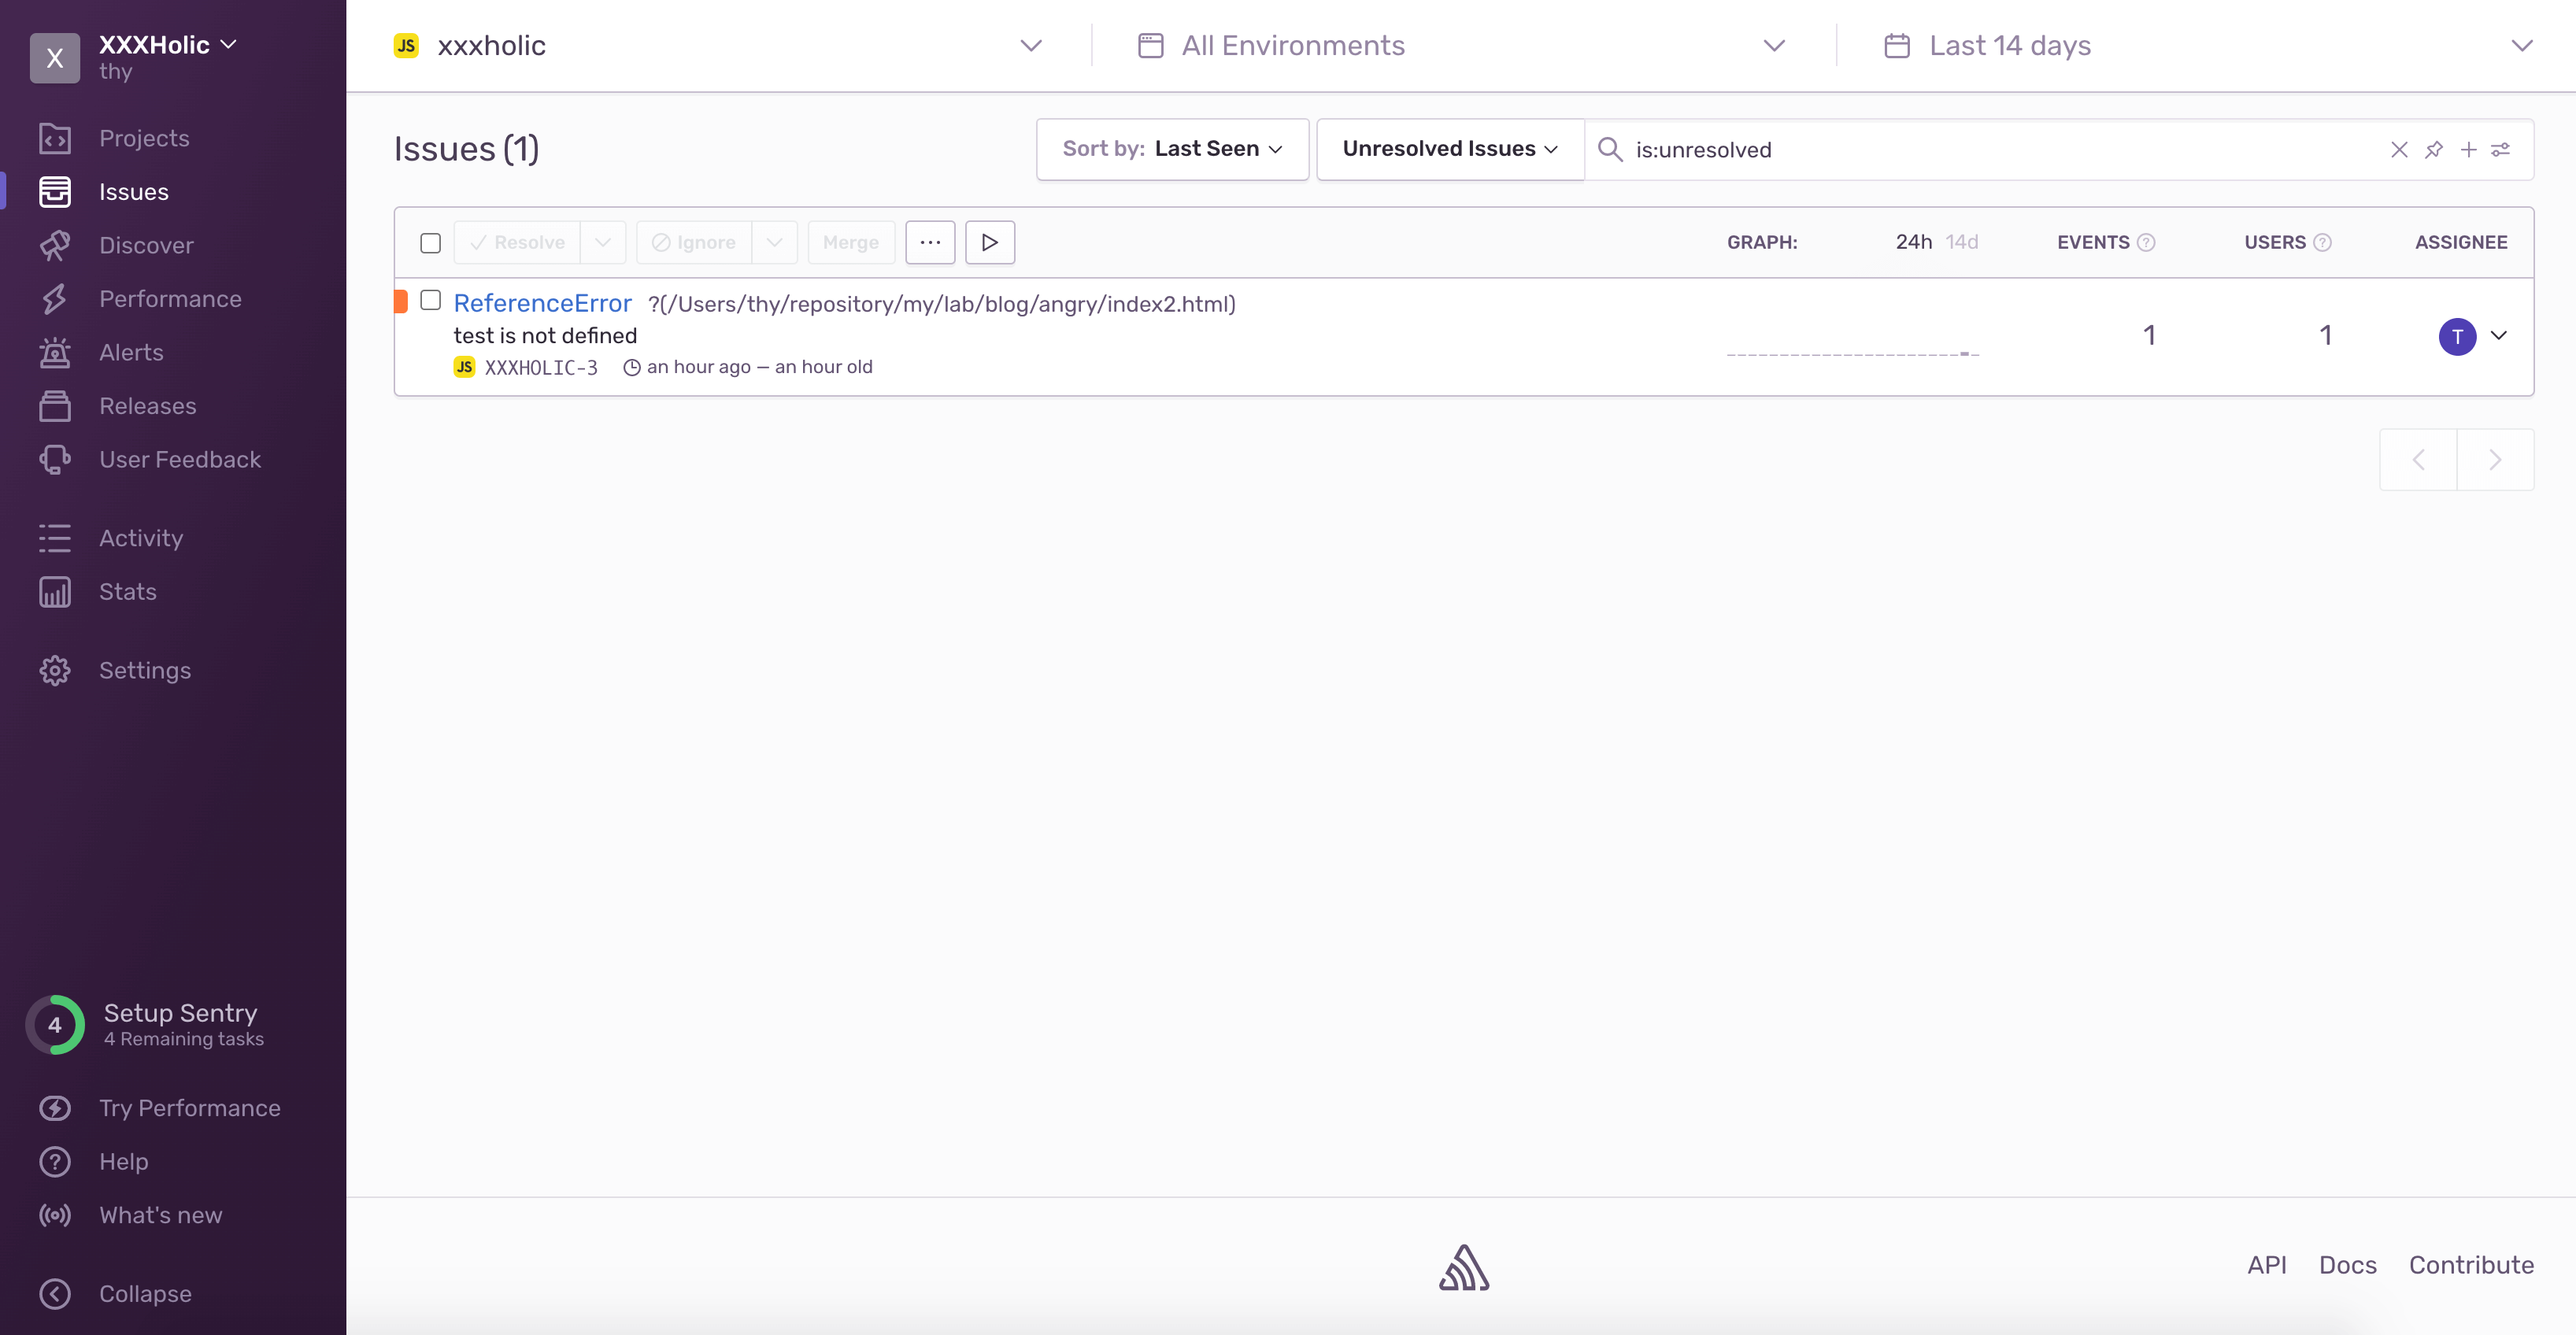 X
XXXHolic
thy
Projects
Issues
Discover
Performance
Alerts
Releases
User Feedback
Activity
Stats
Settings
4
Setup Sentry
4 Remaining tasks
Try Performance
Help
What's new
Collapse
JS xxxholic
All Environments
Last 14 days
Issues (1)
Sort by: Last Seen
Unresolved Issues
is:unresolved
Resolve
Ignore
Merge
GRAPH: 24h 14d
EVENTS ?
USERS ?
ASSIGNEE
ReferenceError ?(/Users/thy/repository/my/lab/blog/angry/index2.html)
test is not defined
JS XXXHOLIC-3 an hour ago — an hour old
1
1
T
API Docs Contribute